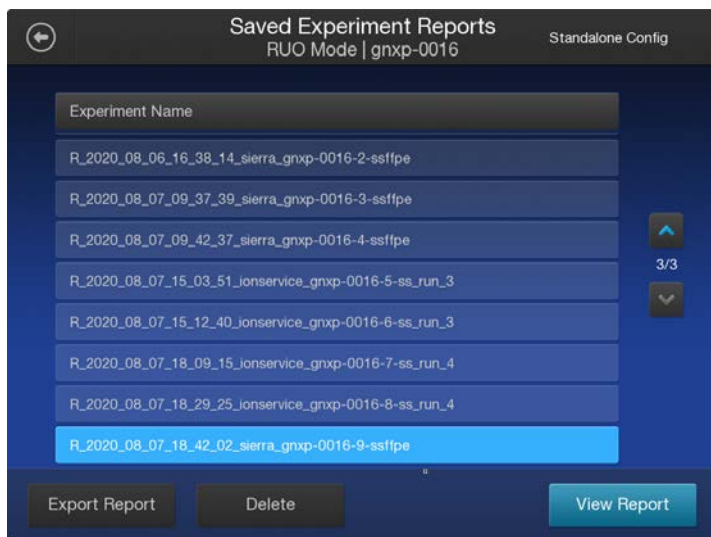 Saved Experiment Reports
RUO Mode | gnxp-0016
Standalone Config
Experiment Name
R_2020_08_06_16_38_14_sierra_gnxp-0016-2-ssffpe
R_2020_08_07_09_37_39_sierra_gnxp-0016-3-ssffpe
R_2020_08_07_09_42_37_sierra_gnxp-0016-4-ssffpe
R_2020_08_07_15_03_51_ionservice_gnxp-0016-5-ss_run_3
R_2020_08_07_15_12_40_ionservice_gnxp-0016-6-ss_run_3
R_2020_08_07_18_09_15_ionservice_gnxp-0016-7-ss_run_4
R_2020_08_07_18_29_25_ionservice_gnxp-0016-8-ss_run_4
R_2020_08_07_18_42_02_sierra_gnxp-0016-9-ssffpe
3/3
Export Report
Delete
View Report